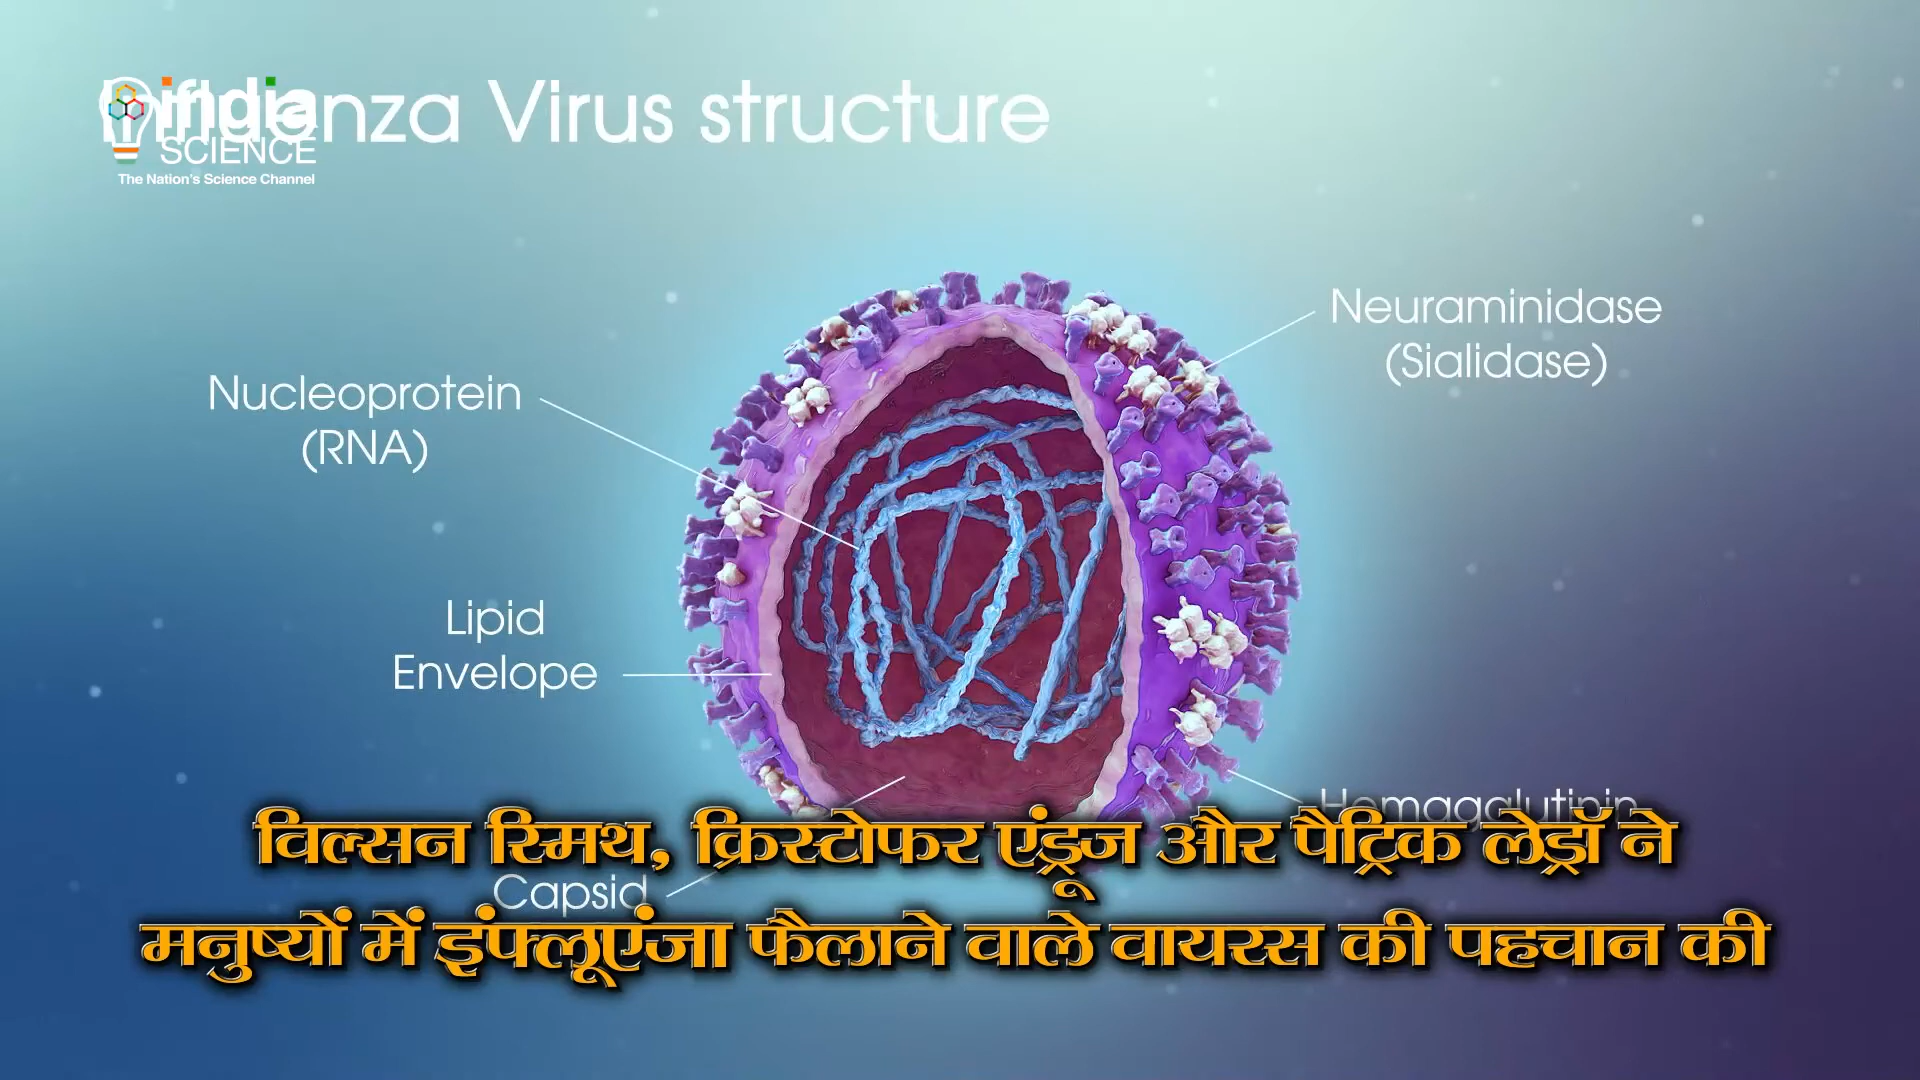 Influenza Virus structure
india
SCIENCE
The Nation's Science Channel
Neuraminidase
(Sialidase)
Nucleoprotein
(RNA)
Lipid
Envelope
Hemagglutinin
विल्सन स्मिथ, क्रिस्टोफर एंड्रूज और पैट्रिक लेड्रॉ ने
Capsid
मनुष्यों में इंफ्लूएंजा फैलाने वाले वायरस की पहचान की